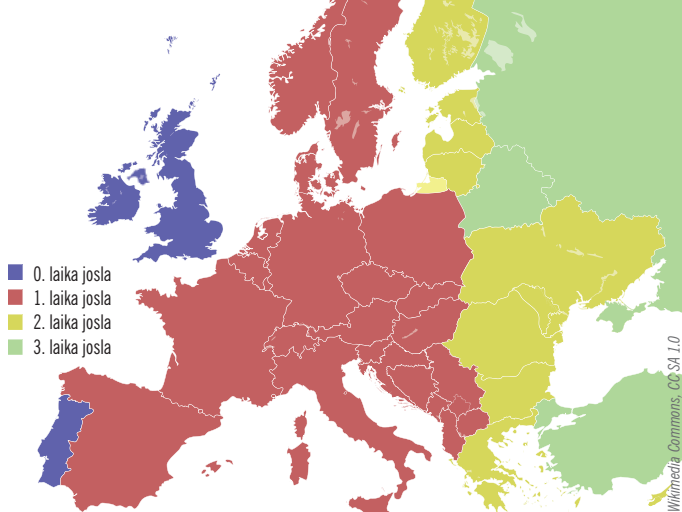 0. laika josla
1. laika josla
2. laika josla
3. laika josla
Wikimedia Commons, CC SA 1.0